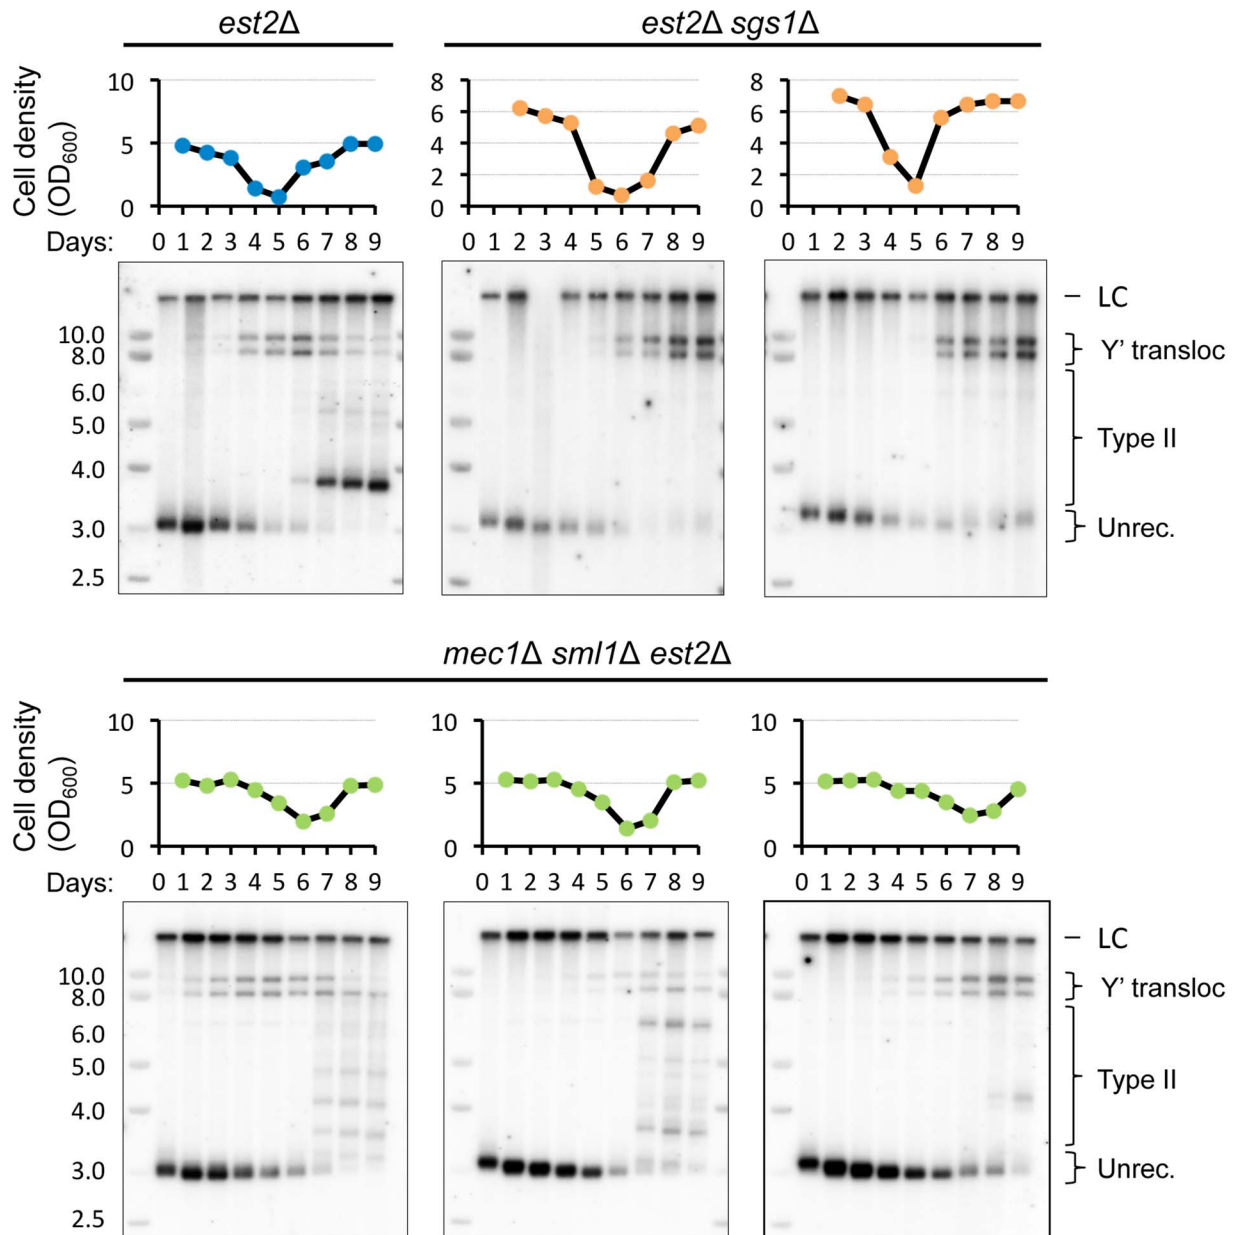 est2Δ
est2Δ sgs1Δ
Cell density
(OD600)
10
5
0
8
6
4
2
0
8
6
4
2
0
Days: 0 1 2 3 4 5 6 7 8 9
0 1 2 3 4 5 6 7 8 9
0 1 2 3 4 5 6 7 8 9
10.0
8.0
6.0
5.0
4.0
3.0
2.5
LC
Y' transloc
Type II
Unrec.
mec1Δ sml1Δ est2Δ
Cell density
(OD600)
10
5
0
10
5
0
10
5
0
Days: 0 1 2 3 4 5 6 7 8 9
0 1 2 3 4 5 6 7 8 9
0 1 2 3 4 5 6 7 8 9
10.0
8.0
6.0
5.0
4.0
3.0
2.5
LC
Y' transloc
Type II
Unrec.